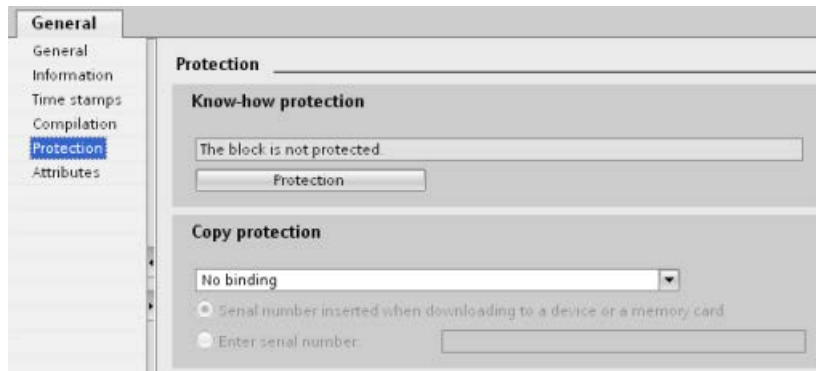 General
General
Information
Time stamps
Compilation
Protection
Attributes
Protection
Know-how protection
The block is not protected.
Protection
Copy protection
No binding
Serial number inserted when downloading to a device or a memory card
Enter serial number: